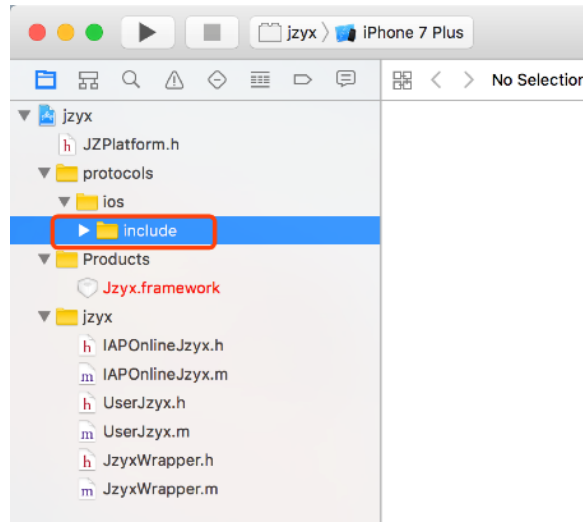 jzyx iPhone 7 Plus
No Selection
jzyx
h JZPlatform.h
protocols
ios
include
Products
Jzyx.framework
jzyx
h IAPOnlineJzyx.h
m IAPOnlineJzyx.m
h UserJzyx.h
m UserJzyx.m
h JzyxWrapper.h
m JzyxWrapper.m